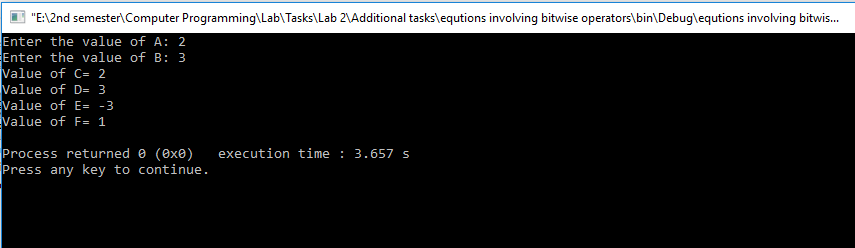 "E:\2nd semester\Computer Programming\Lab\Tasks\Lab 2\Additional tasks\eqution​s involving bitwise operators\bin\Debug\equtions involving bitwis...
Enter the value of A: 2
Enter the value of B: 3
Value of C= 2
Value of D= 3
Value of E= -3
Value of F= 1
Process returned 0 (0x0)   execution time : 3.657 s
Press any key to continue.